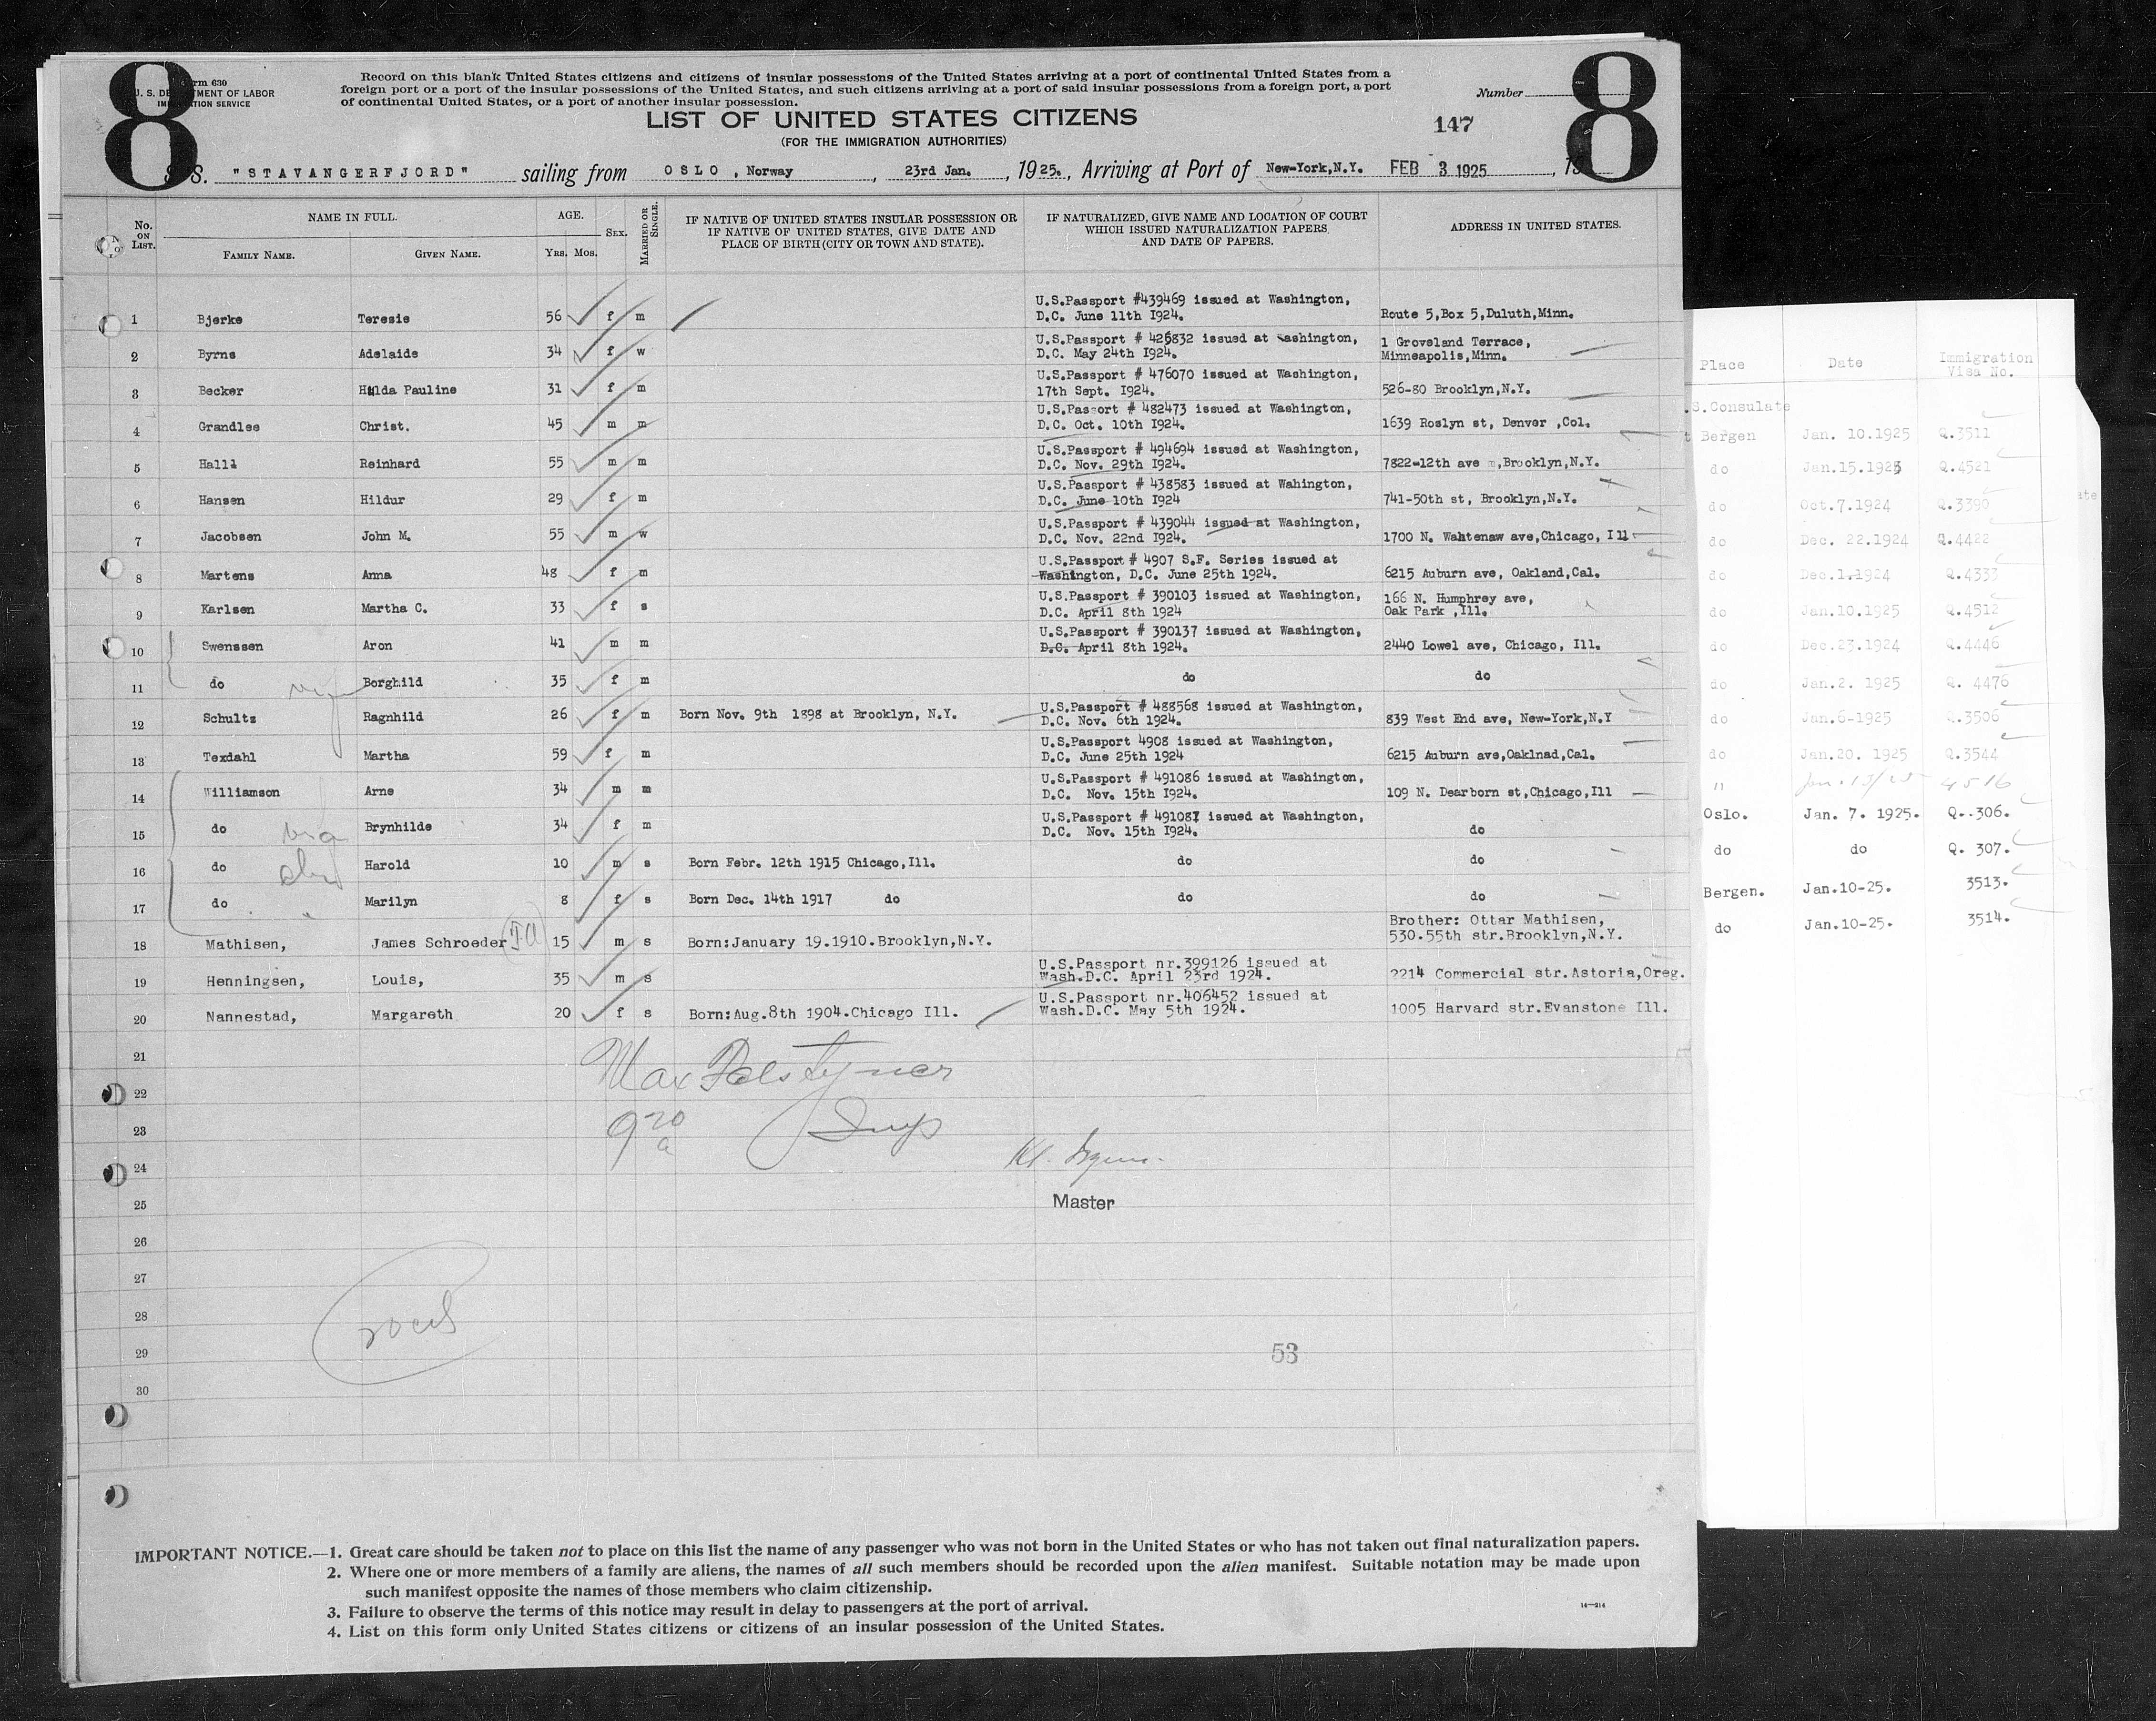 8
8
Form 630
U. S. DEPARTMENT OF LABOR
IMMIGRATION SERVICE
Record on this blank United States citizens and citizens of insular possessions of the United States arriving at a port of continental United States from a
foreign port or a port of the insular possessions of the United States, and such citizens arriving at a port of said insular possessions from a foreign port, a port
of continental United States, or a port of another insular possession.
Number
LIST OF UNITED STATES CITIZENS
147
(FOR THE IMMIGRATION AUTHORITIES)
S. S. "STAVANGERFJORD" sailing from OSLO, Norway, 23rd Jan., 1925., Arriving at Port of New-York,N.Y. FEB 3 1925, 19
No. ON LIST. NAME IN FULL. FAMILY NAME. GIVEN NAME. AGE. YRS. MOS. SEX. MARRIED OR SINGLE. IF NATIVE OF UNITED STATES INSULAR POSSESSION OR IF NATIVE OF UNITED STATES, GIVE DATE AND PLACE OF BIRTH (CITY OR TOWN AND STATE). IF NATURALIZED, GIVE NAME AND LOCATION OF COURT WHICH ISSUED NATURALIZATION PAPERS AND DATE OF PAPERS. ADDRESS IN UNITED STATES.
1 Bjerke Teresie 56 f m U.S.Passport #439469 issued at Washington, D.C. June 11th 1924. Route 5,Box 5,Duluth,Minn.
2 Byrne Adelaide 34 f w U.S.Passport # 426832 issued at Washington, D.C. May 24th 1924. 1 Groveland Terrace, Minneapolis,Minn.
3 Becker Hilda Pauline 31 f m U.S.Passport # 476070 issued at Washington, 17th Sept. 1924. 526-80 Brooklyn,N.Y.
4 Grandlee Christ. 45 m m U.S.Passort # 482473 issued at Washington, D.C. Oct. 10th 1924. 1639 Roslyn st, Denver ,Col.
5 Halli Reinhard 55 m m U.S.Passport # 494694 issued at Washington, D.C. Nov. 29th 1924. 7822-12th ave ,Brooklyn,N.Y.
6 Hansen Hildur 29 f m U.S.Passport # 438583 issued at Wahington, D.C. June 10th 1924 741-50th st, Brooklyn,N.Y.
7 Jacobsen John M. 55 m w U.S.Passport # 439044 issued at Washington, D.C. Nov. 22nd 1924. 1700 N. Wahtenaw ave,Chicago, Ill
8 Martens Anna 48 f m U.S.Passport # 4907 S.F. Series issued at Washington, D.C. June 25th 1924. 6215 Auburn ave, Oakland,Cal.
9 Karlsen Martha C. 33 f s U.S.Passport # 390103 issued at Washington, D.C. April 8th 1924 166 N. Humphrey ave, Oak Park ,Ill.
10 Swenssen Aron 41 m m U.S.Passport # 390137 issued at Washington, D.C. April 8th 1924. 2440 Lowel ave, Chicago, Ill.
11 do Borghild 35 f m do do
12 Schultz Ragnhild 26 f m Born Nov. 9th 1898 at Brooklyn, N.Y. U.S.Passport # 488568 issued at Washington, D.C. Nov. 6th 1924. 839 West End ave, New-York,N.Y
13 Texdahl Martha 59 f m U.S.Passport 4908 issued at Washington, D.C. June 25th 1924 6215 Auburn ave,Oaklnad,Cal.
14 Williamson Arne 34 m m U.S.Passport # 491086 issued at Washington, D.C. Nov. 15th 1924. 109 N. Dearborn st,Chicago,Ill
15 do Brynhilde 34 f m U.S.Passport # 491087 issued at Washington, D.C. Nov. 15th 1924. do
16 do Harold 10 m s Born Febr. 12th 1915 Chicago,Ill. do do
17 do Marilyn 8 f s Born Dec. 14th 1917 do do do
18 Mathisen, James Schroeder 15 m s Born:January 19.1910.Brooklyn,N.Y. Brother: Ottar Mathisen, 530-55th str.Brooklyn,N.Y.
19 Henningsen, Louis, 35 m s U.S.Passport nr.399126 issued at Wash.D.C. April 23rd 1924. 2214 Commercial str.Astoria,Oreg.
20 Nannestad, Margareth 20 f s Born:Aug.8th 1904.Chicago Ill. U.S.Passport nr.406452 issued at Wash.D.C. May 5th 1924. 1005 Harvard str.Evanstone Ill.
21
22
23
24
25 Master
26
27
28
29 53
30
IMPORTANT NOTICE.—1. Great care should be taken not to place on this list the name of any passenger who was not born in the United States or who has not taken out final naturalization papers.
2. Where one or more members of a family are aliens, the names of all such members should be recorded upon the alien manifest. Suitable notation may be made upon
such manifest opposite the names of those members who claim citizenship.
3. Failure to observe the terms of this notice may result in delay to passengers at the port of arrival.
4. List on this form only United States citizens or citizens of an insular possession of the United States.
14—214
Place Date Immigration Visa No.
.S.Consulate
t Bergen Jan. 10.1925 Q.3511
do Jan.15.1925 Q.4521
do Oct.7.1924 Q.3390
do Dec. 22.1924 Q.4422
do Dec.1.1924 Q.4333
do Jan.10.1925 Q.4512
do Dec.23.1924 Q.4446
do Jan.2. 1925 Q. 4476
do Jan.6-1925 Q.3506
do Jan.20. 1925 Q.3544
" Jan. 13/25 4516
Oslo. Jan. 7. 1925. Q..306.
do do Q. 307.
Bergen. Jan.10-25. 3513.
do Jan.10-25. 3514.